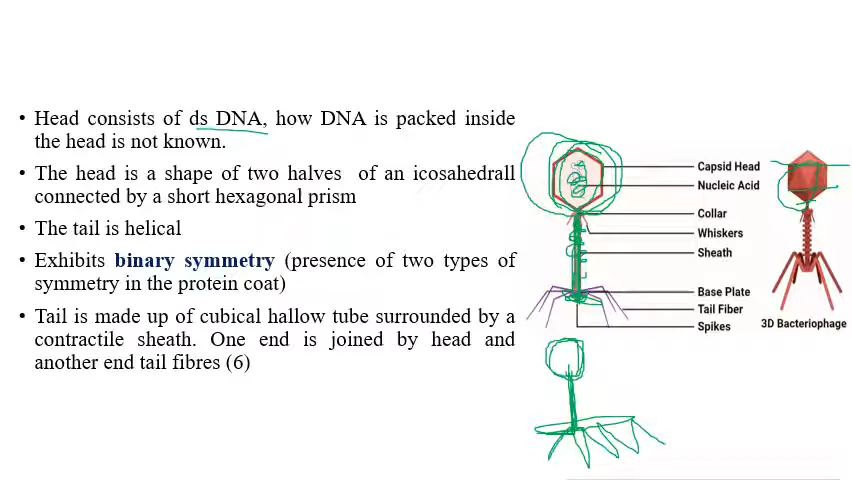 • Head consists of ds DNA, how DNA is packed inside
the head is not known.
• The head is a shape of two halves of an icosahedrall
connected by a short hexagonal prism
• The tail is helical
• Exhibits binary symmetry (presence of two types of
symmetry in the protein coat)
• Tail is made up of cubical hallow tube surrounded by a
contractile sheath. One end is joined by head and
another end tail fibres (6)
Capsid Head
Nucleic Acid
Collar
Whiskers
Sheath
Base Plate
Tail Fiber
Spikes
3D Bacteriophage